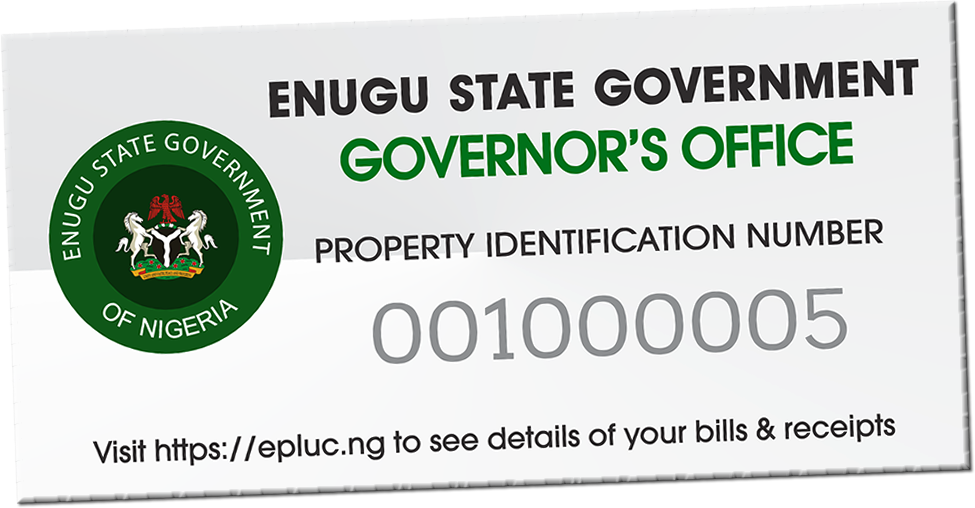 ENUGU STATE GOVERNMENT
GOVERNOR'S OFFICE
ENUGU STATE GOVERNMENT
OF NIGERIA
PROPERTY IDENTIFICATION NUMBER
001000005
Visit https://epluc.ng to see details of your bills & receipts